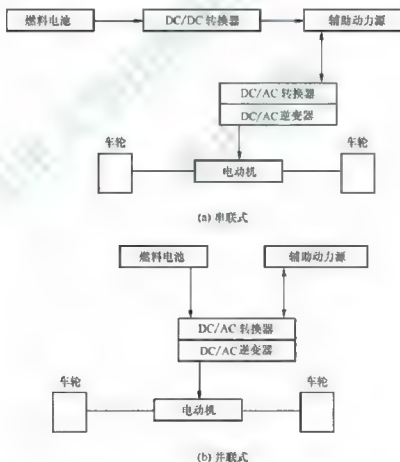 燃料电池 DC/DC 转换器 辅助动力源
DC/AC 转换器
DC/AC 逆变器
车轮 车轮
电动机
(a) 串联式
燃料电池 辅助动力源
DC/AC 转换器
DC/AC 逆变器
车轮 车轮
电动机
(b) 并联式